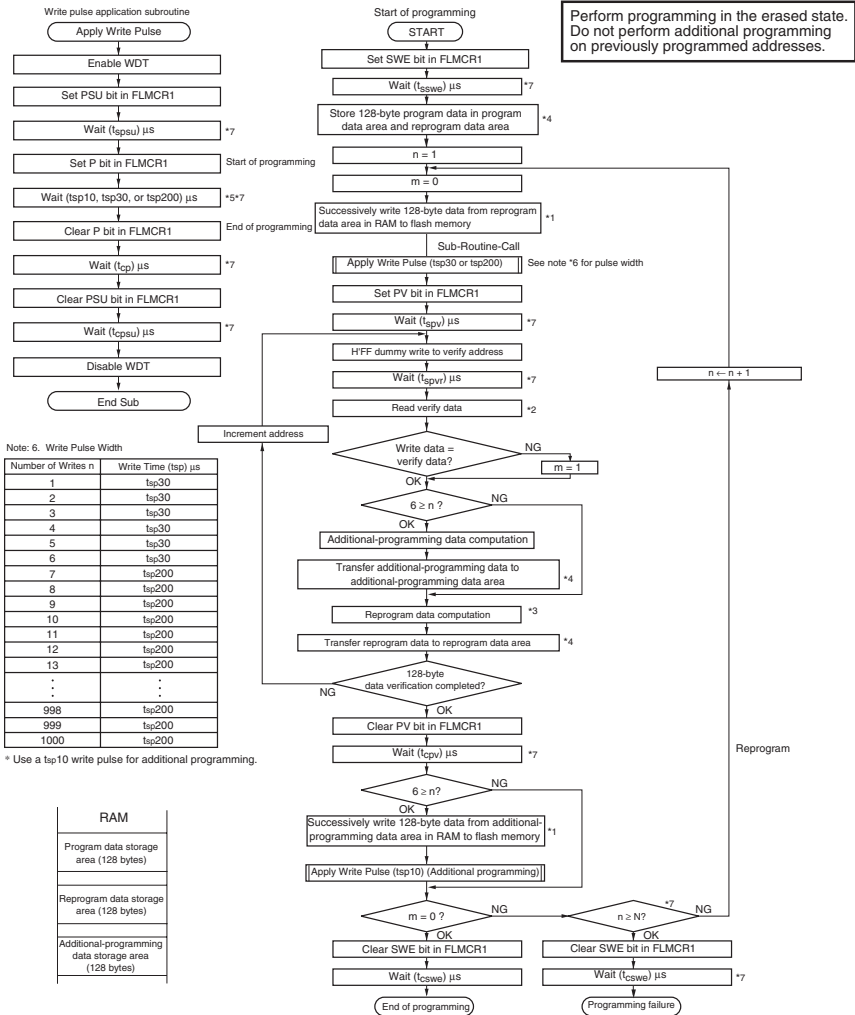 Write pulse application subroutine
Apply Write Pulse
Enable WDT
Set PSU bit in FLMCR1
Wait (tspsu) μs
*7
Set P bit in FLMCR1
Start of programming
Wait (tsp10, tsp30, or tsp200) μs
*5*7
Clear P bit in FLMCR1
End of programming
Wait (tcp) μs
*7
Clear PSU bit in FLMCR1
Wait (tcpsu) μs
*7
Disable WDT
End Sub
Note: 6. Write Pulse Width
Number of Writes n Write Time (tsp) μs
1 tsp30
2 tsp30
3 tsp30
4 tsp30
5 tsp30
6 tsp30
7 tsp200
8 tsp200
9 tsp200
10 tsp200
11 tsp200
12 tsp200
13 tsp200
998 tsp200
999 tsp200
1000 tsp200
* Use a tsp10 write pulse for additional programming.
RAM
Program data storage
area (128 bytes)
Reprogram data storage
area (128 bytes)
Additional-programming
data storage area
(128 bytes)
Start of programming
START
Set SWE bit in FLMCR1
Wait (tsswe) μs
*7
Store 128-byte program data in program
data area and reprogram data area
*4
n = 1
m = 0
Successively write 128-byte data from reprogram
data area in RAM to flash memory
*1
Sub-Routine-Call
Apply Write Pulse (tsp30 or tsp200)
See note *6 for pulse width
Set PV bit in FLMCR1
Wait (tspv) μs
*7
H'FF dummy write to verify address
Wait (tspvr) μs
*7
Read verify data
*2
Increment address
Write data =
verify data?
NG
m = 1
OK
6 ≥ n ?
NG
OK
Additional-programming data computation
Transfer additional-programming data to
additional-programming data area
*4
Reprogram data computation
*3
Transfer reprogram data to reprogram data area
*4
128-byte
data verification completed?
NG
OK
Clear PV bit in FLMCR1
Wait (tcpv) μs
*7
6 ≥ n?
NG
OK
Successively write 128-byte data from additional-
programming data area in RAM to flash memory
*1
Apply Write Pulse (tsp10) (Additional programming)
m = 0 ?
NG
OK
Clear SWE bit in FLMCR1
Wait (tcswe) μs
End of programming
*7
n ≥ N?
NG
OK
Clear SWE bit in FLMCR1
Wait (tcswe) μs
*7
Programming failure
n ← n + 1
Reprogram
Perform programming in the erased state.
Do not perform additional programming
on previously programmed addresses.